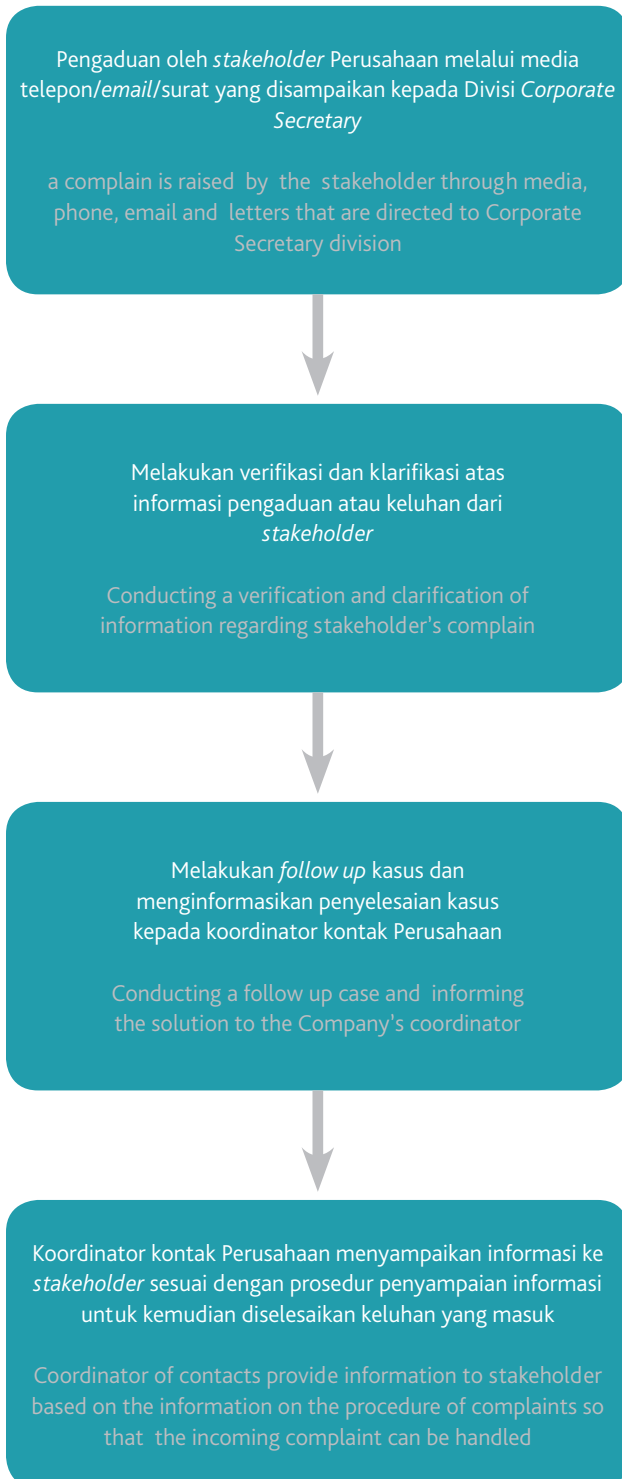 Pengaduan oleh stakeholder Perusahaan melalui media
telepon/email/surat yang disampaikan kepada Divisi Corporate
Secretary
a complain is raised by the stakeholder through media,
phone, email and letters that are directed to Corporate
Secretary division
Melakukan verifikasi dan klarifikasi atas
informasi pengaduan atau keluhan dari
stakeholder
Conducting a verification and clarification of
information regarding stakeholder's complain
Melakukan follow up kasus dan
menginformasikan penyelesaian kasus
kepada koordinator kontak Perusahaan
Conducting a follow up case and informing
the solution to the Company's coordinator
Koordinator kontak Perusahaan menyampaikan informasi ke
stakeholder sesuai dengan prosedur penyampaian informasi
untuk kemudian diselesaikan keluhan yang masuk
Coordinator of contacts provide information to stakeholder
based on the information on the procedure of complaints so
that the incoming complaint can be handled